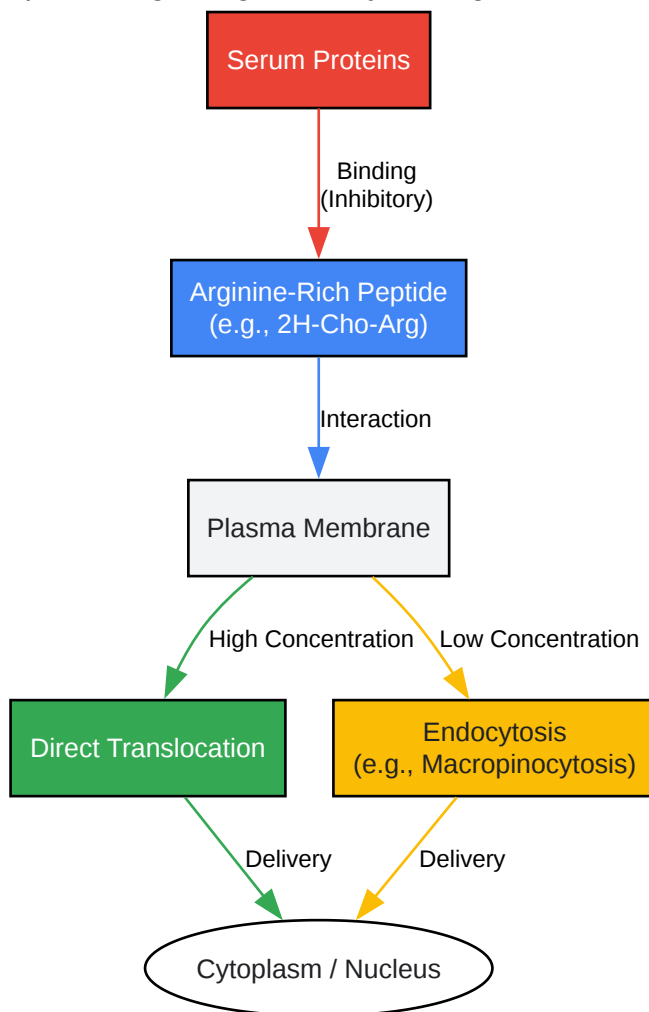 Serum Proteins
Binding
(Inhibitory)
Arginine-Rich Peptide
(e.g., 2H-Cho-Arg)
Interaction
Plasma Membrane
High Concentration
Low Concentration
Direct Translocation
Endocytosis
(e.g., Macropinocytosis)
Delivery
Delivery
Cytoplasm / Nucleus